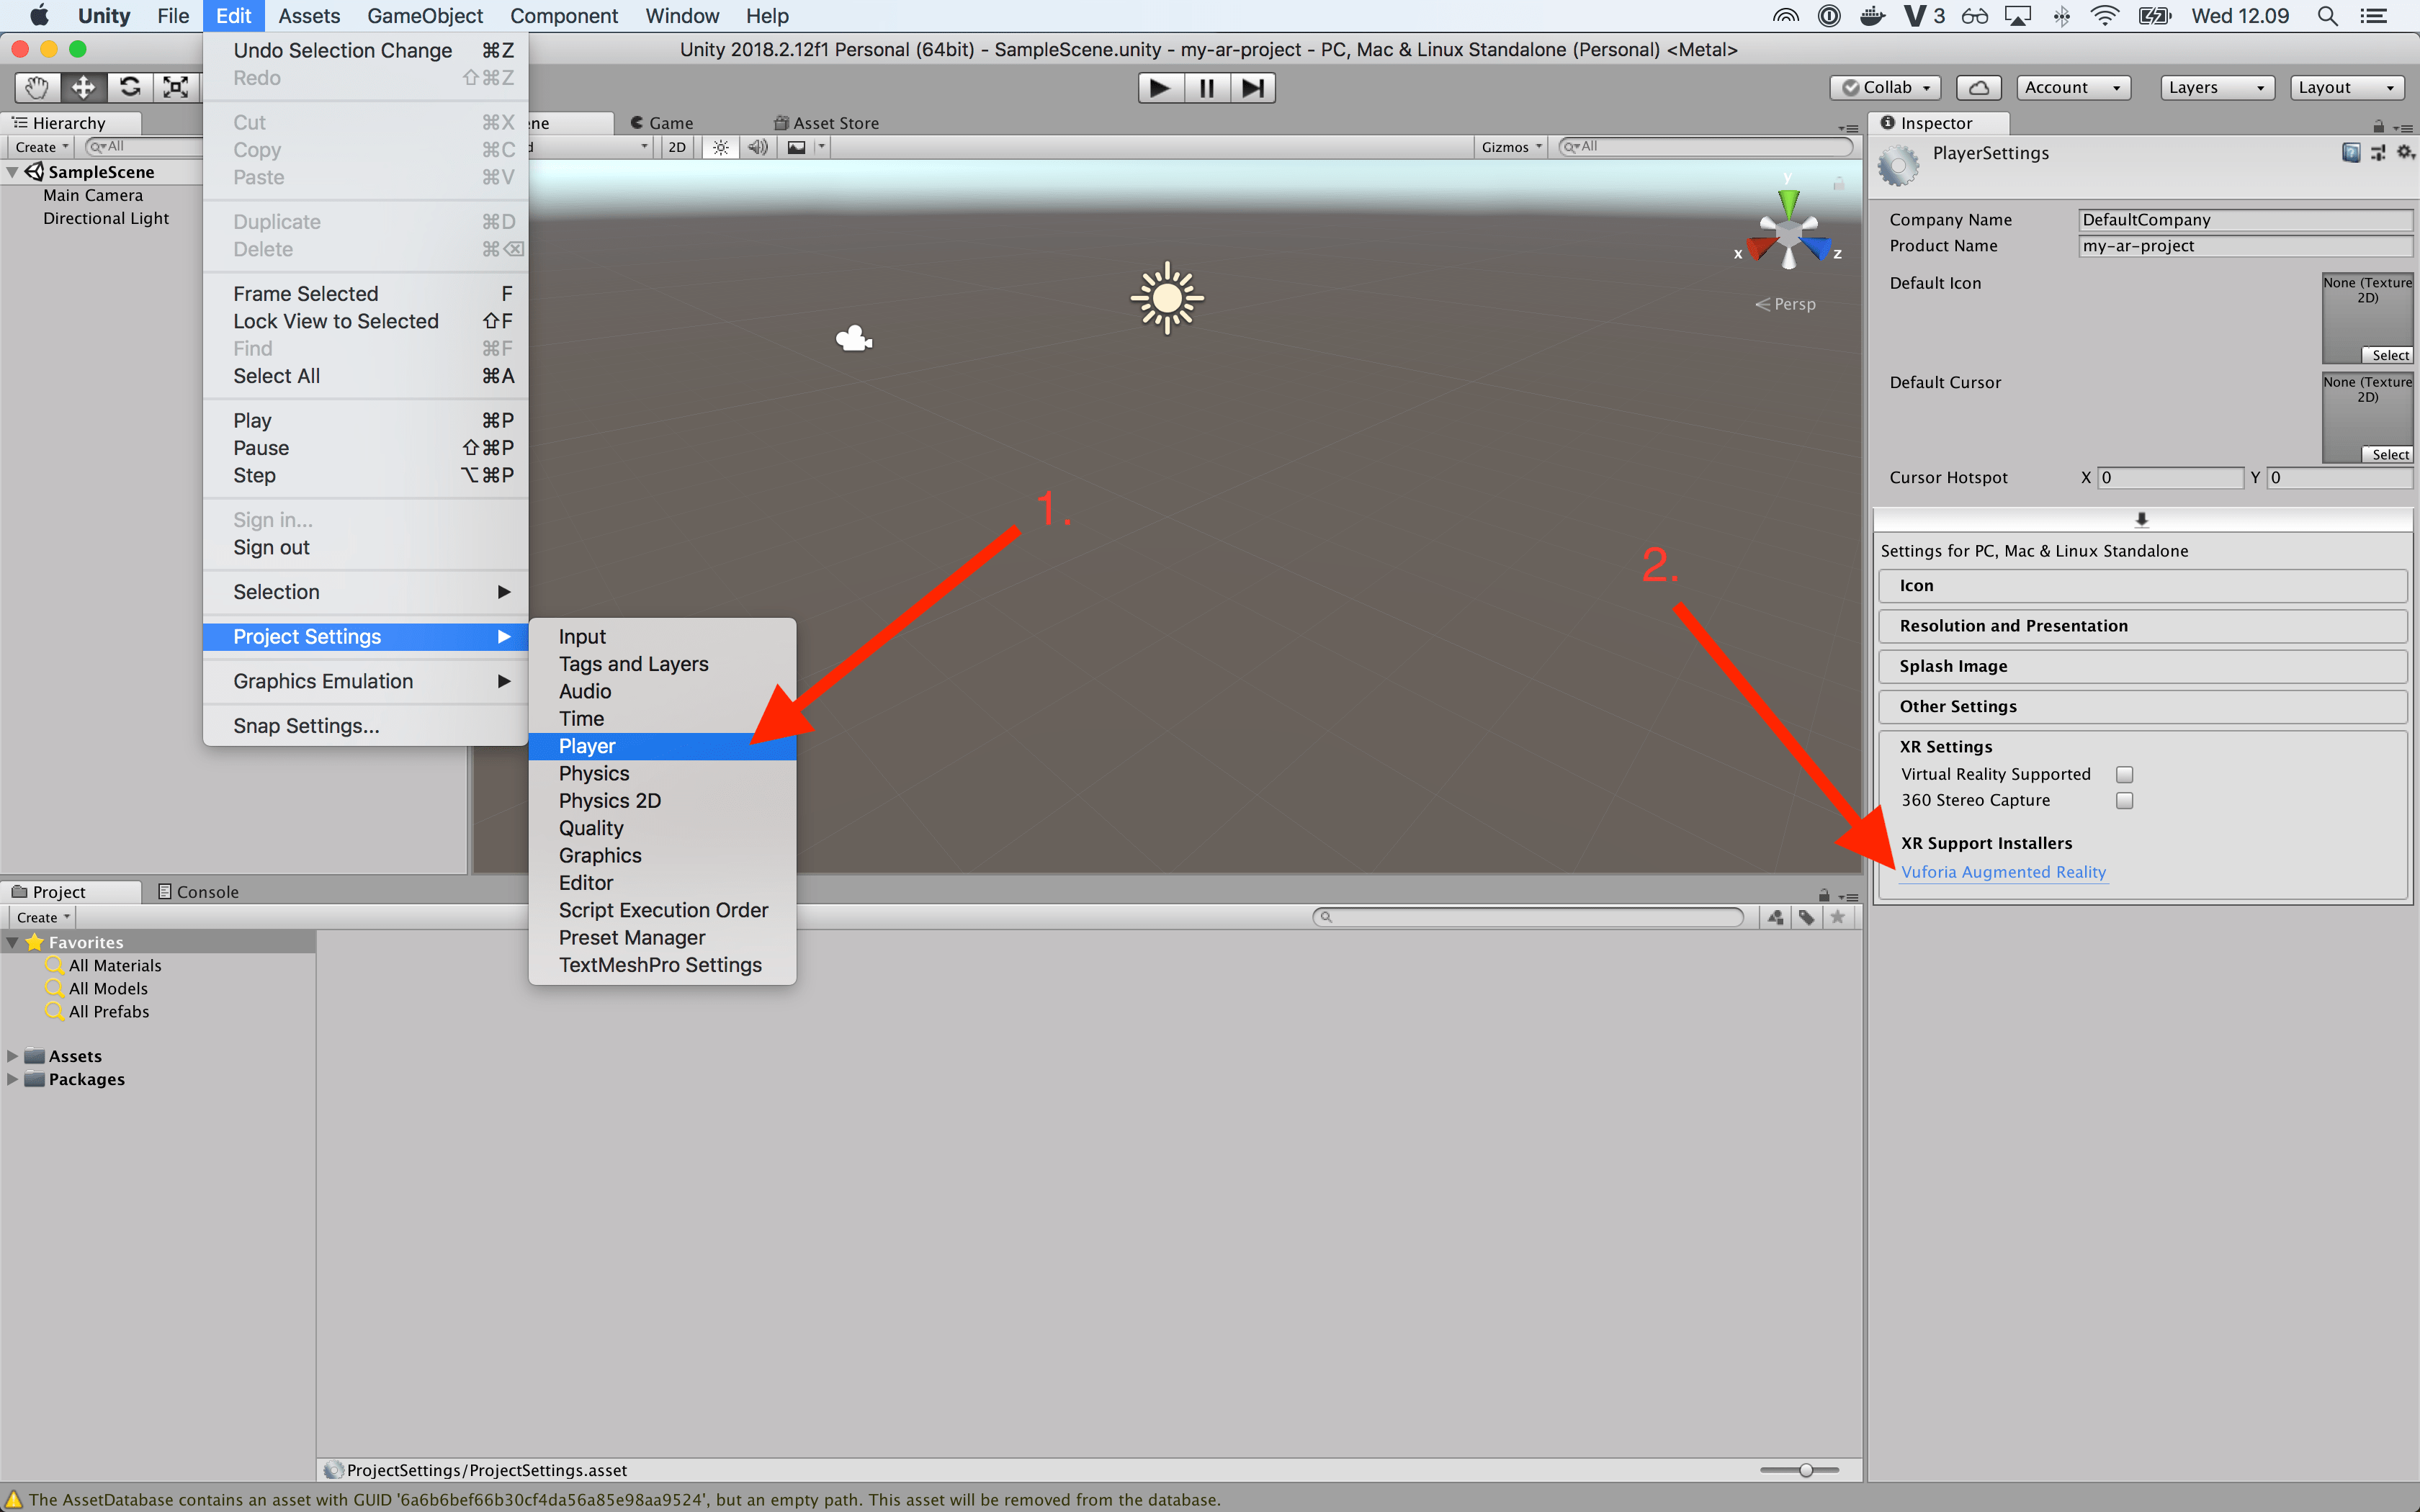 Unity File Edit Assets GameObject Component Window Help 3 Wed 12.09
Unity 2018.2.12f1 Personal (64bit) - SampleScene.unity - my-ar-project - PC, Mac & Linux Standalone (Personal) <Metal>
Collab Account Layers Layout
Hierarchy
Create All
SampleScene
Main Camera
Directional Light
Undo Selection Change ⌘Z
Redo ⇧⌘Z
Cut ⌘X
Copy ⌘C
Paste ⌘V
Duplicate ⌘D
Delete ⌘⌫
Frame Selected F
Lock View to Selected ⇧F
Find ⌘F
Select All ⌘A
Play ⌘P
Pause ⇧⌘P
Step ⌥⌘P
Sign in...
Sign out
Selection
Project Settings
Graphics Emulation
Snap Settings...
Input
Tags and Layers
Audio
Time
Player
Physics
Physics 2D
Quality
Graphics
Editor
Script Execution Order
Preset Manager
TextMeshPro Settings
Game Asset Store
2D Gizmos All
y
x z
Persp
1.
2.
Inspector
PlayerSettings
Company Name DefaultCompany
Product Name my-ar-project
Default Icon None (Texture
2D)
Select
Default Cursor None (Texture
2D)
Select
Cursor Hotspot X 0 Y 0
Settings for PC, Mac & Linux Standalone
Icon
Resolution and Presentation
Splash Image
Other Settings
XR Settings
Virtual Reality Supported
360 Stereo Capture
XR Support Installers
Vuforia Augmented Reality
Project Console
Create
Favorites
All Materials
All Models
All Prefabs
Assets
Packages
ProjectSettings/ProjectSettings.asset
The AssetDatabase contains an asset with GUID '6a6b6bef66b30cf4da56a85e98aa9524', but an empty path. This asset will be removed from the database.